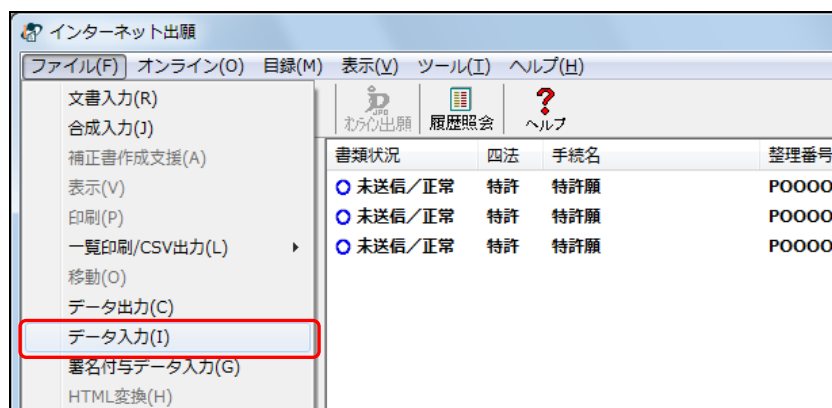 インターネット出願
ファイル(F) オンライン(O) 目録(M) 表示(V) ツール(I) ヘルプ(H)
文書入力(R)
合成入力(J)
補正書作成支援(A)
表示(V)
印刷(P)
一覧印刷/CSV出力(L)
移動(O)
データ出力(C)
データ入力(I)
署名付与データ入力(G)
HTML変換(H)
JPO
オンライン出願 履歴照会 ヘルプ
書類状況 四法 手続名 整理番号
未送信/正常 特許 特許願 P0000
未送信/正常 特許 特許願 P0000
未送信/正常 特許 特許願 P0000